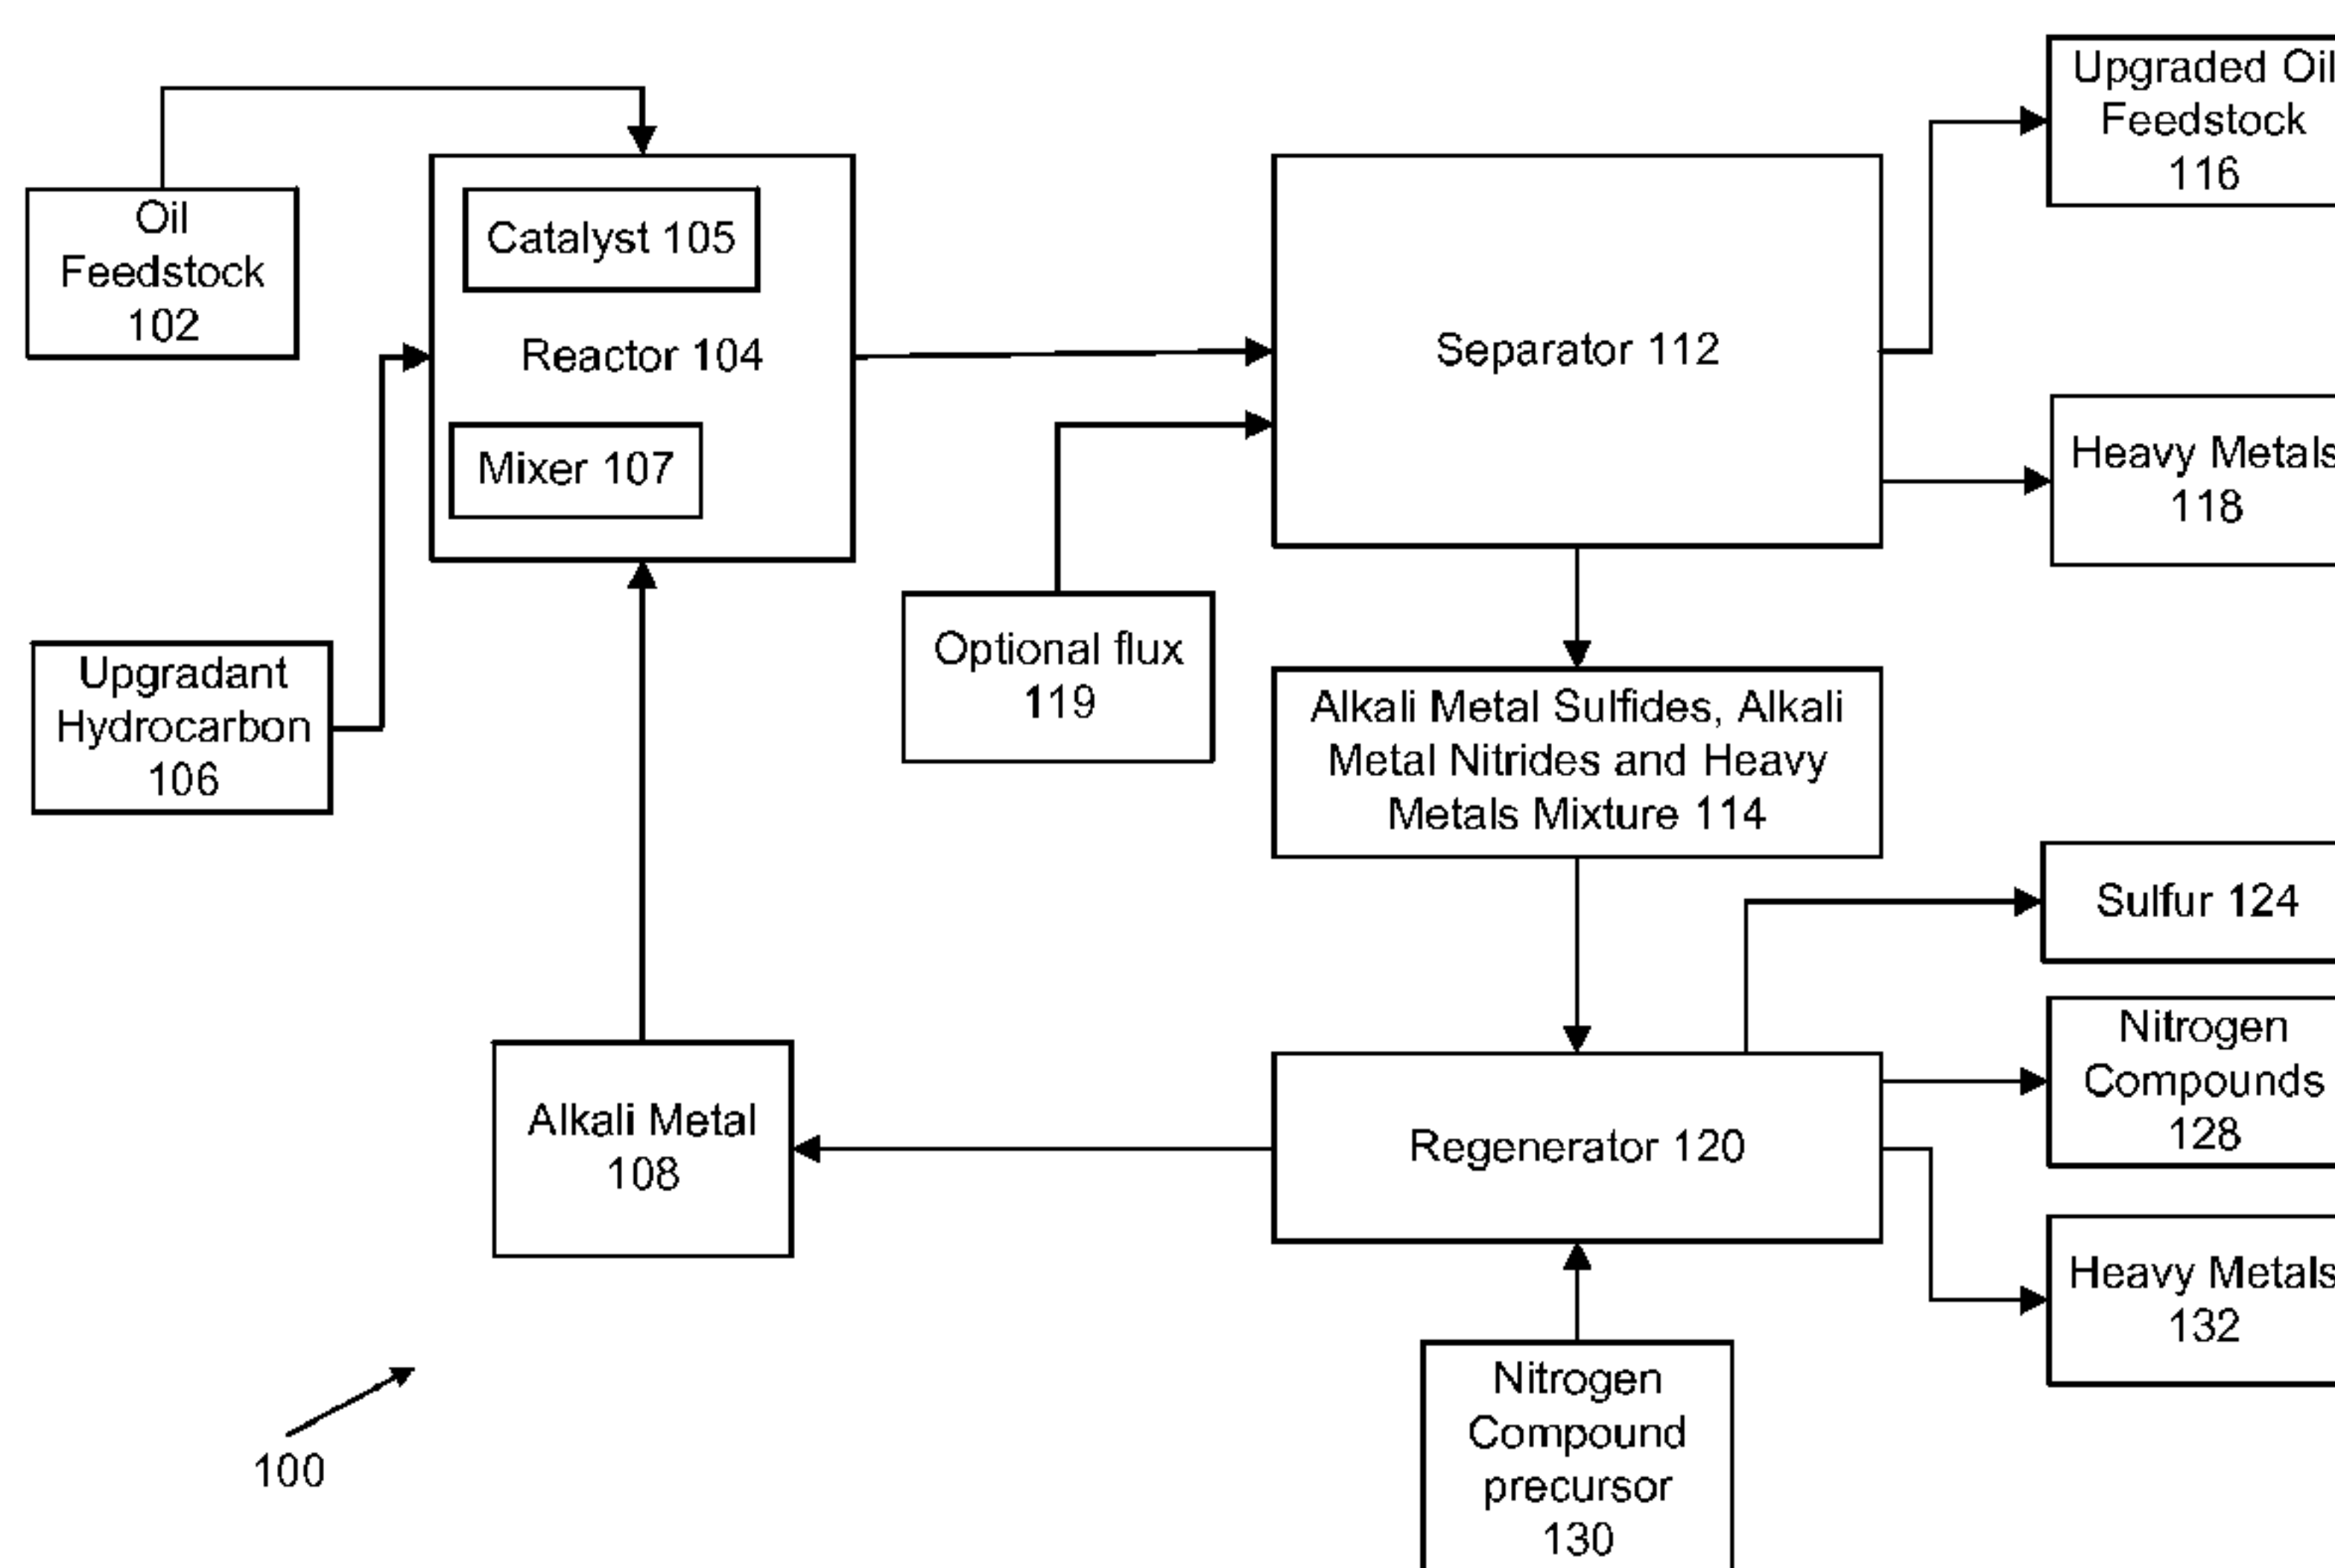 Oil
Feedstock
102
Catalyst 105
Reactor 104
Mixer 107
Separator 112
Upgraded Oil
Feedstock
116
Heavy Metals
118
Upgradant
Hydrocarbon
106
Optional flux
119
Alkali Metal Sulfides, Alkali
Metal Nitrides and Heavy
Metals Mixture 114
Sulfur 124
Alkali Metal
108
Regenerator 120
Nitrogen
Compounds
128
Heavy Metals
132
Nitrogen
Compound
precursor
130
100